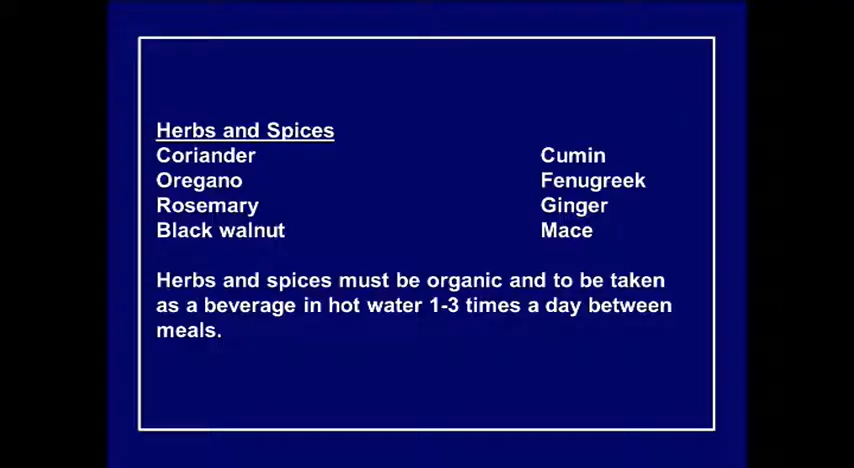 Herbs and Spices
Coriander Cumin
Oregano Fenugreek
Rosemary Ginger
Black walnut Mace
Herbs and spices must be organic and to be taken
as a beverage in hot water 1-3 times a day between
meals.